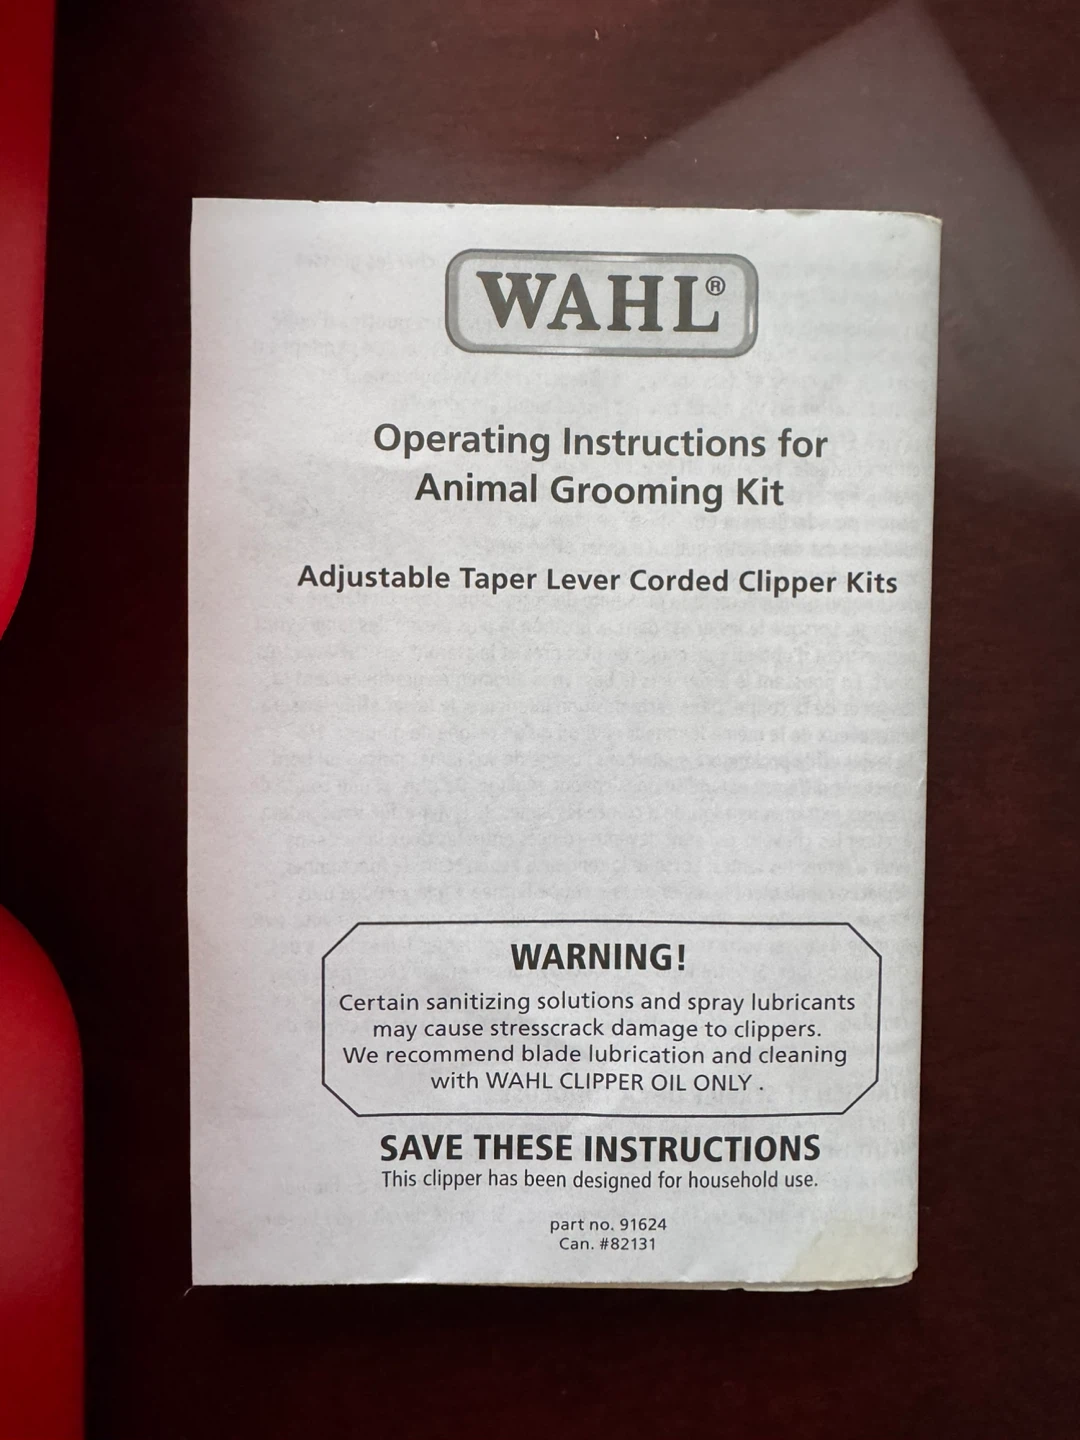 WAHL®
Operating Instructions for
Animal Grooming Kit
Adjustable Taper Lever Corded Clipper Kits
WARNING!
Certain sanitizing solutions and spray lubricants
may cause stresscrack damage to clippers.
We recommend blade lubrication and cleaning
with WAHL CLIPPER OIL ONLY .
SAVE THESE INSTRUCTIONS
This clipper has been designed for household use.
part no. 91624
Can. #82131